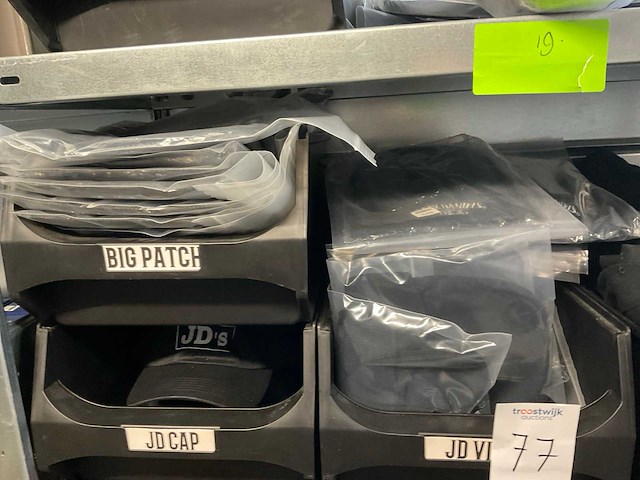 19.
BIG PATCH
JD's
JD CAP
JD VI
troostwijk
auctions
77